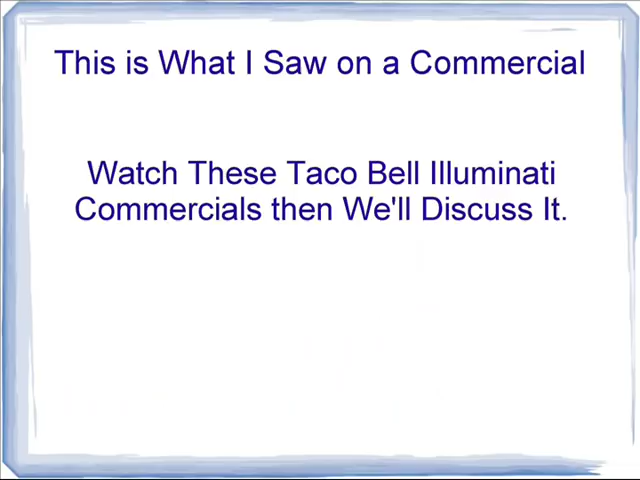 This is What I Saw on a Commercial
Watch These Taco Bell Illuminati
Commercials then We'll Discuss It.